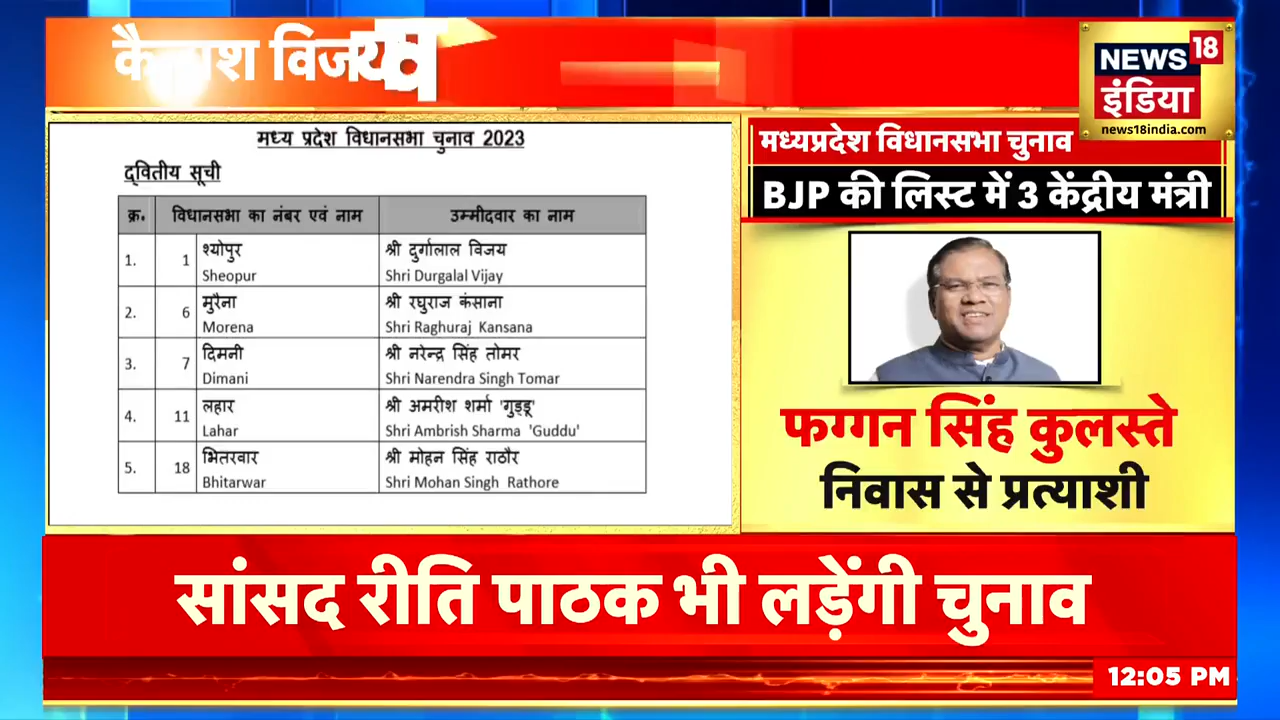 कैलाश विजय
NEWS 18
इंडिया
news18india.com
मध्य प्रदेश विधानसभा चुनाव 2023
द्वितीय सूची
क्र. विधानसभा का नंबर एवं नाम उम्मीदवार का नाम
1. 1 श्योपुर श्री दुर्गालाल विजय
Sheopur Shri Durgalal Vijay
2. 6 मुरैना श्री रघुराज कंसाना
Morena Shri Raghuraj Kansana
3. 7 दिमनी श्री नरेन्द्र सिंह तोमर
Dimani Shri Narendra Singh Tomar
4. 11 लहार श्री अमरीश शर्मा 'गुड्डू'
Lahar Shri Ambrish Sharma 'Guddu'
5. 18 भितरवार श्री मोहन सिंह राठौर
Bhitarwar Shri Mohan Singh Rathore
मध्यप्रदेश विधानसभा चुनाव
BJP की लिस्ट में 3 केंद्रीय मंत्री
फग्गन सिंह कुलस्ते
निवास से प्रत्याशी
सांसद रीति पाठक भी लड़ेंगी चुनाव
12:05 PM